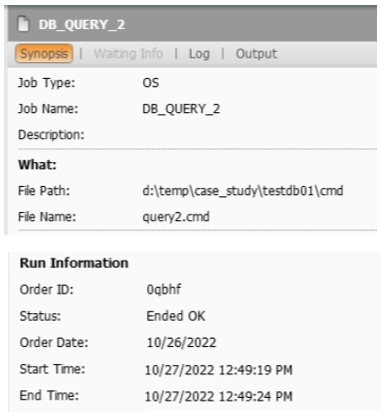 DB_QUERY_2
Synopsis | Waiting Info | Log | Output
Job Type: OS
Job Name: DB_QUERY_2
Description:
What:
File Path: d:\temp\case_study\testdb01\cmd
File Name: query2.cmd
Run Information
Order ID: 0qbhf
Status: Ended OK
Order Date: 10/26/2022
Start Time: 10/27/2022 12:49:19 PM
End Time: 10/27/2022 12:49:24 PM